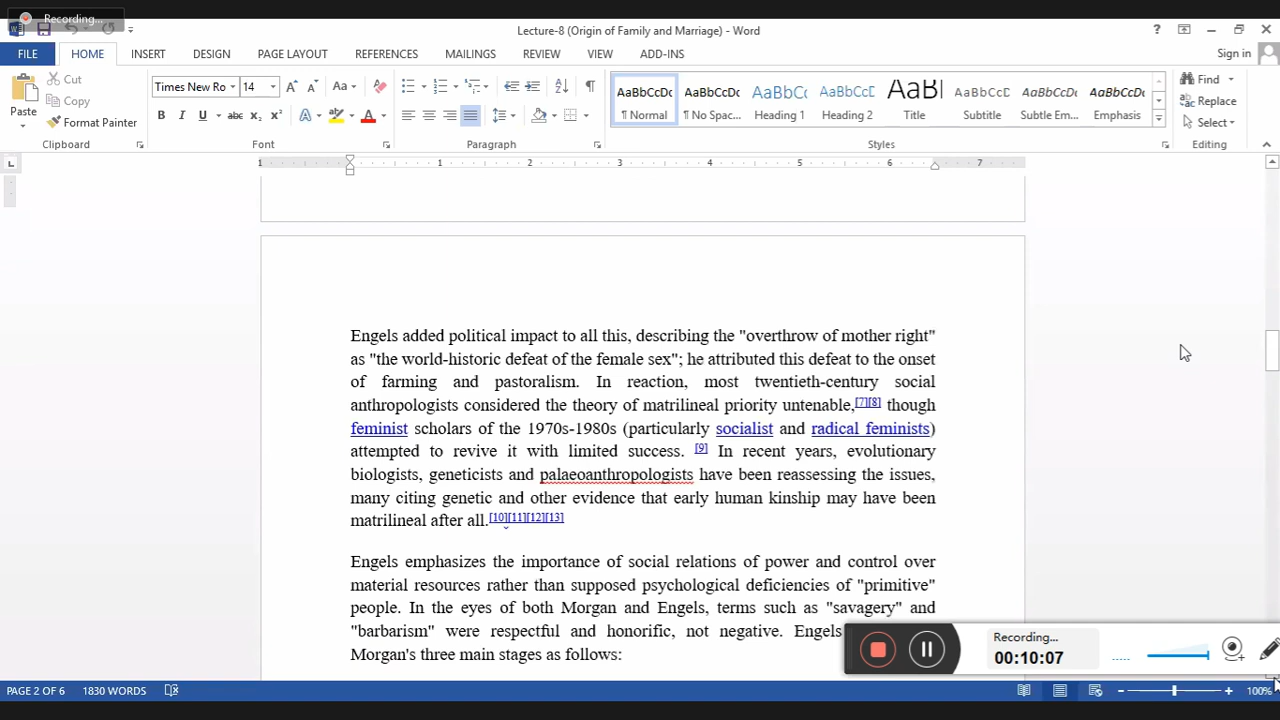 Recording...
Lecture-8 (Origin of Family and Marriage) - Word
Sign in
FILE HOME INSERT DESIGN PAGE LAYOUT REFERENCES MAILINGS REVIEW VIEW ADD-INS
Paste
Cut
Copy
Format Painter
Clipboard
Times New Ro 14
Font
Paragraph
AaBbCcDc AaBbCcDc AaBbCc AaBbCcD AaBl AaBbCcD AaBbCcDc AaBbCcDc
¶ Normal ¶ No Spac... Heading 1 Heading 2 Title Subtitle Subtle Em... Emphasis
Styles
Find
Replace
Select
Editing
1 1 2 3 4 5 6 7
Engels added political impact to all this, describing the "overthrow of mother right"
as "the world-historic defeat of the female sex"; he attributed this defeat to the onset
of farming and pastoralism. In reaction, most twentieth-century social
anthropologists considered the theory of matrilineal priority untenable,[7][8] though
feminist scholars of the 1970s-1980s (particularly socialist and radical feminists)
attempted to revive it with limited success. [9] In recent years, evolutionary
biologists, geneticists and palaeoanthropologists have been reassessing the issues,
many citing genetic and other evidence that early human kinship may have been
matrilineal after all.[10][11][12][13]
Engels emphasizes the importance of social relations of power and control over
material resources rather than supposed psychological deficiencies of "primitive"
people. In the eyes of both Morgan and Engels, terms such as "savagery" and
"barbarism" were respectful and honorific, not negative. Engels
Morgan's three main stages as follows:
Recording...
00:10:07
PAGE 2 OF 6 1830 WORDS
100%